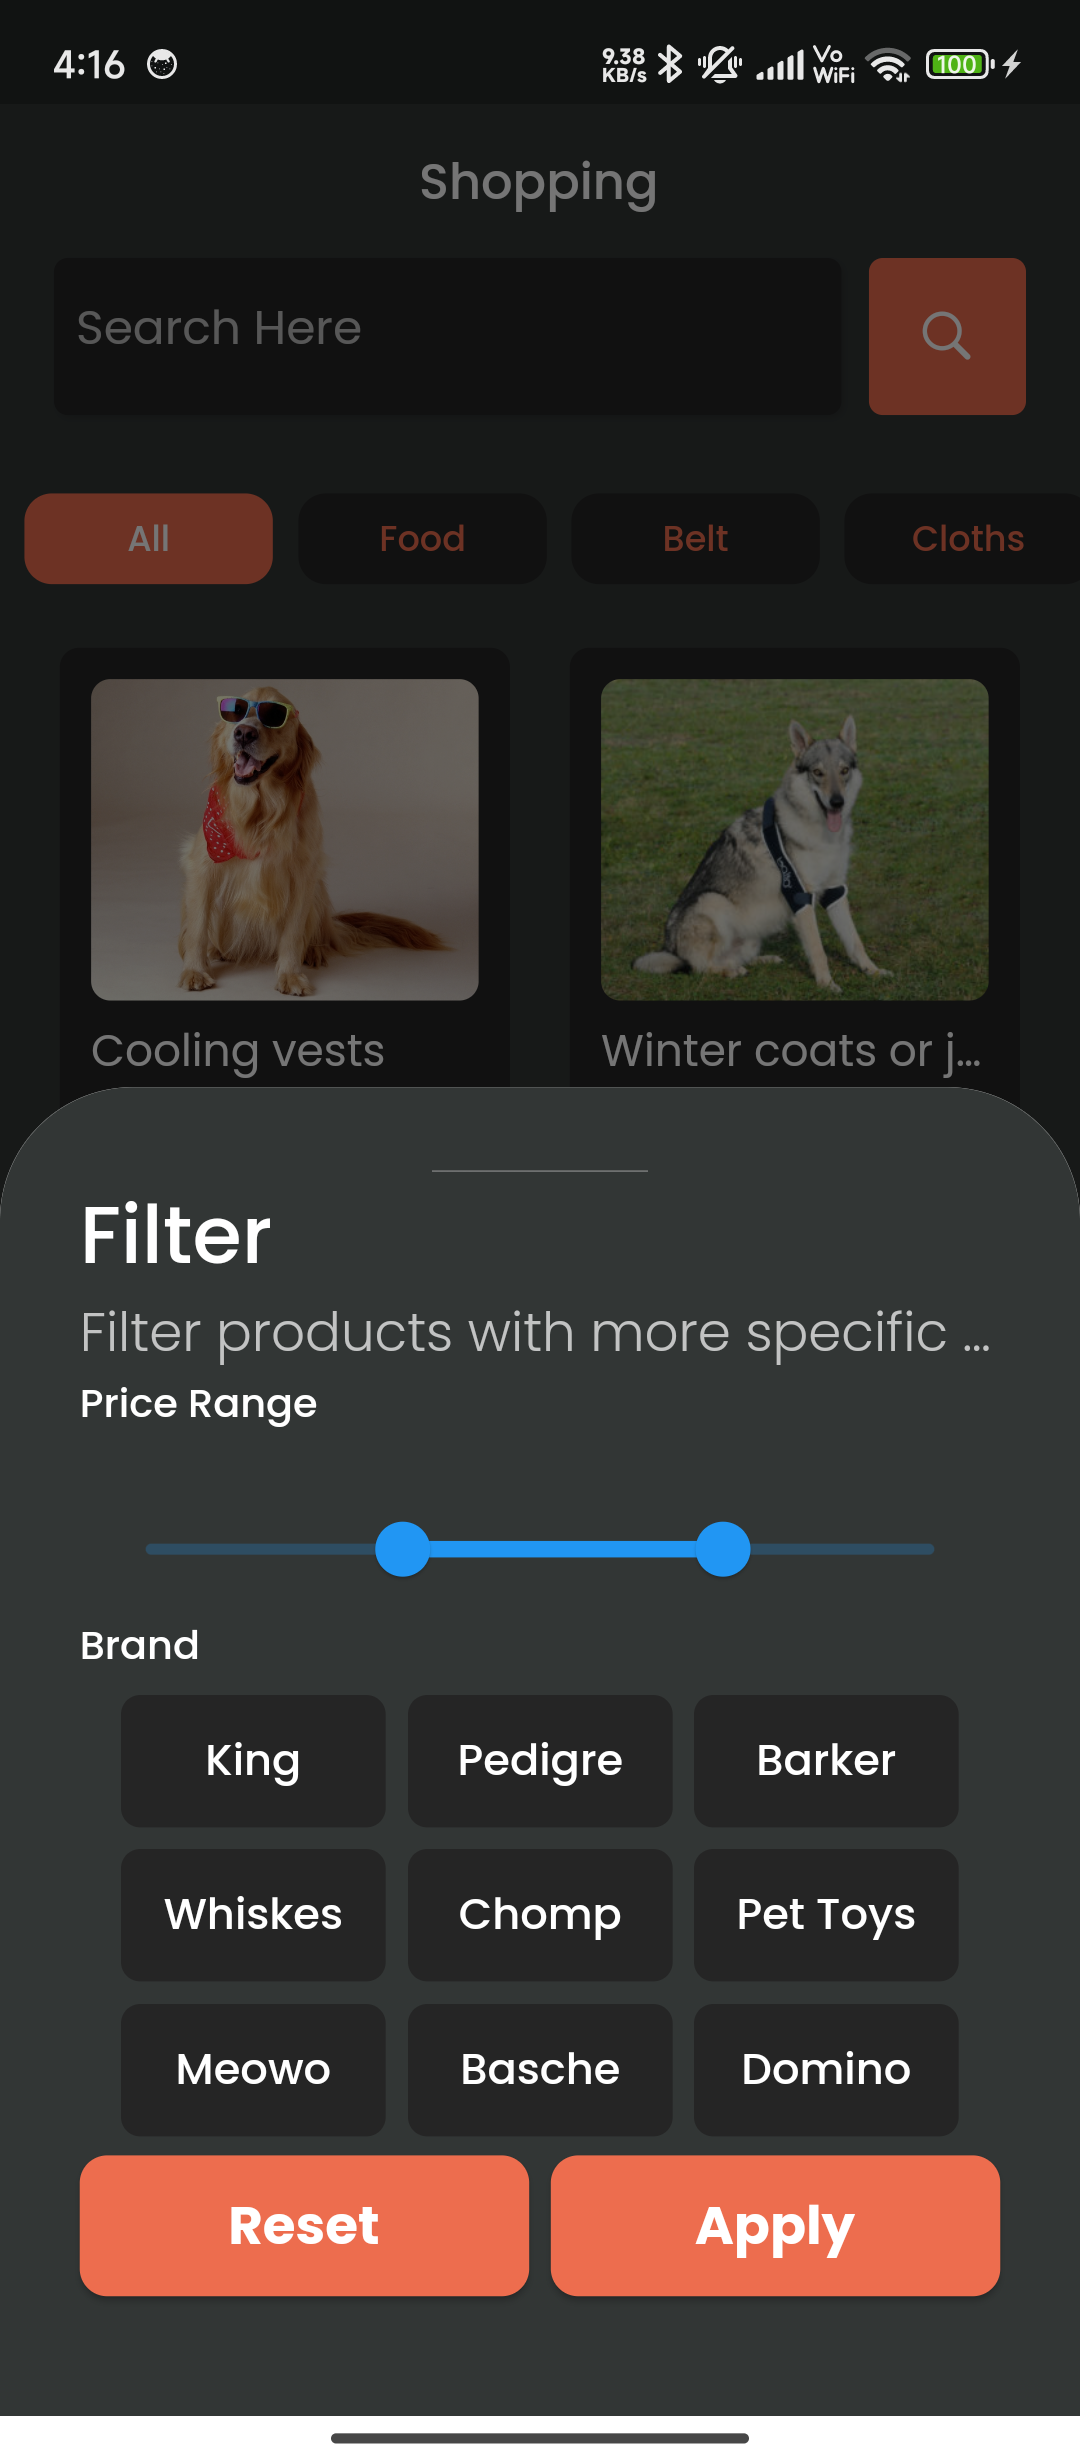 4:16 9.38 KB/s Vo WiFi 100
Shopping
Search Here
All Food Belt Cloths
Cooling vests Winter coats or j...
Filter
Filter products with more specific ...
Price Range
Brand
King Pedigre Barker
Whiskes Chomp Pet Toys
Meowo Basche Domino
Reset Apply